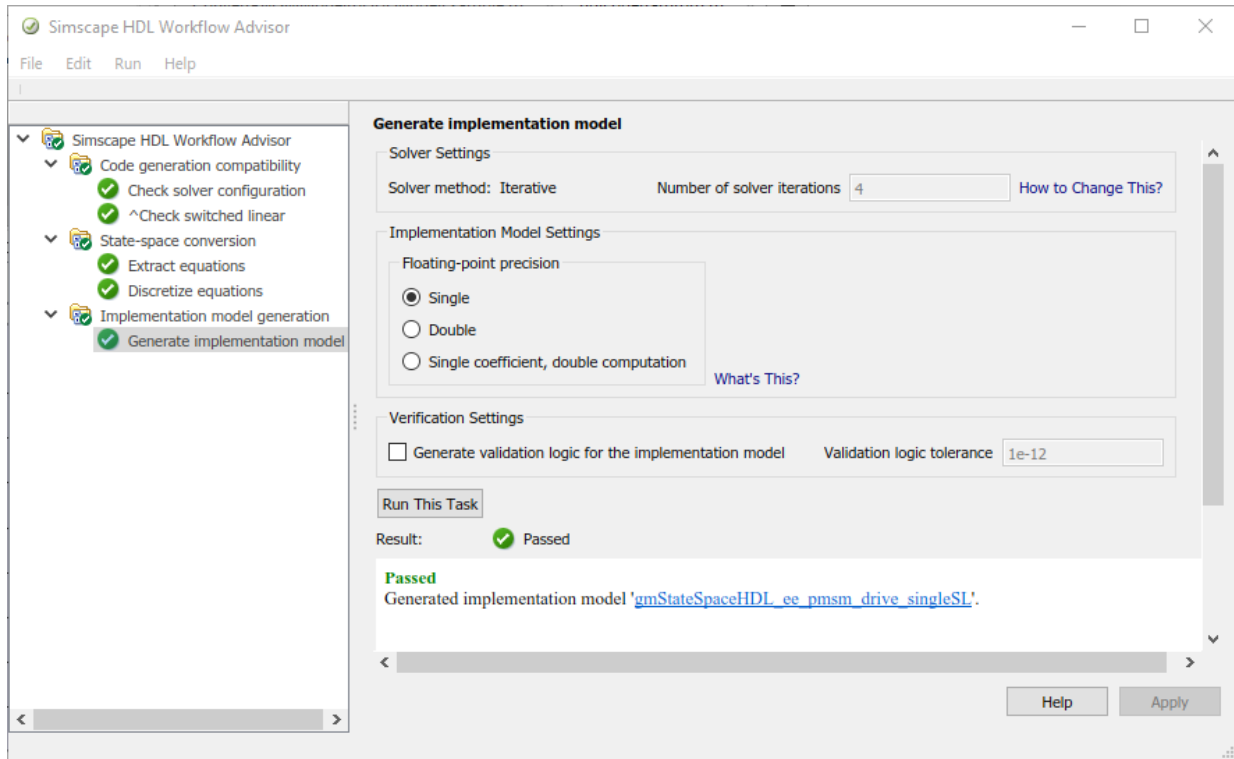 Simscape HDL Workflow Advisor
File Edit Run Help
Simscape HDL Workflow Advisor
Code generation compatibility
Check solver configuration
^Check switched linear
State-space conversion
Extract equations
Discretize equations
Implementation model generation
Generate implementation model
Generate implementation model
Solver Settings
Solver method: Iterative Number of solver iterations 4 How to Change This?
Implementation Model Settings
Floating-point precision
Single
Double
Single coefficient, double computation
What's This?
Verification Settings
Generate validation logic for the implementation model Validation logic tolerance 1e-12
Run This Task
Result: Passed
Passed
Generated implementation model 'gmStateSpaceHDL_ee_pmsm_drive_singleSL'.
Help Apply